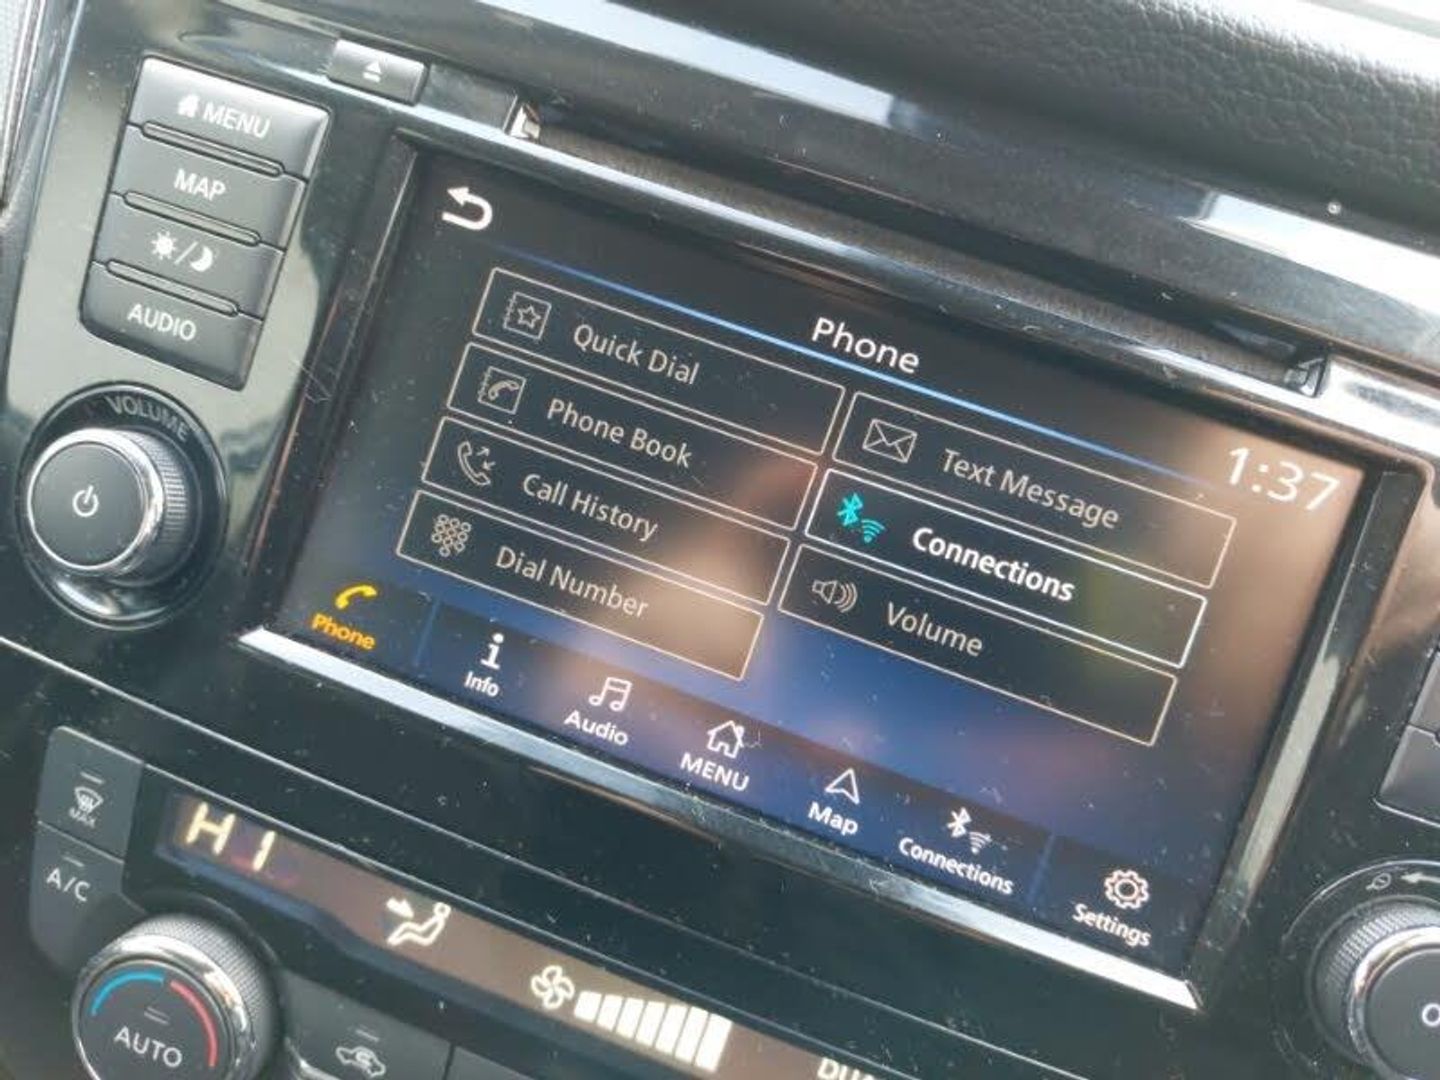 MENU
MAP
AUDIO
VOLUME
Phone
1:37
Quick Dial
Phone Book
Call History
Dial Number
Text Message
Connections
Volume
Phone
Info
Audio
MENU
Map
Connections
Settings
MAX
A/C
HI
AUTO